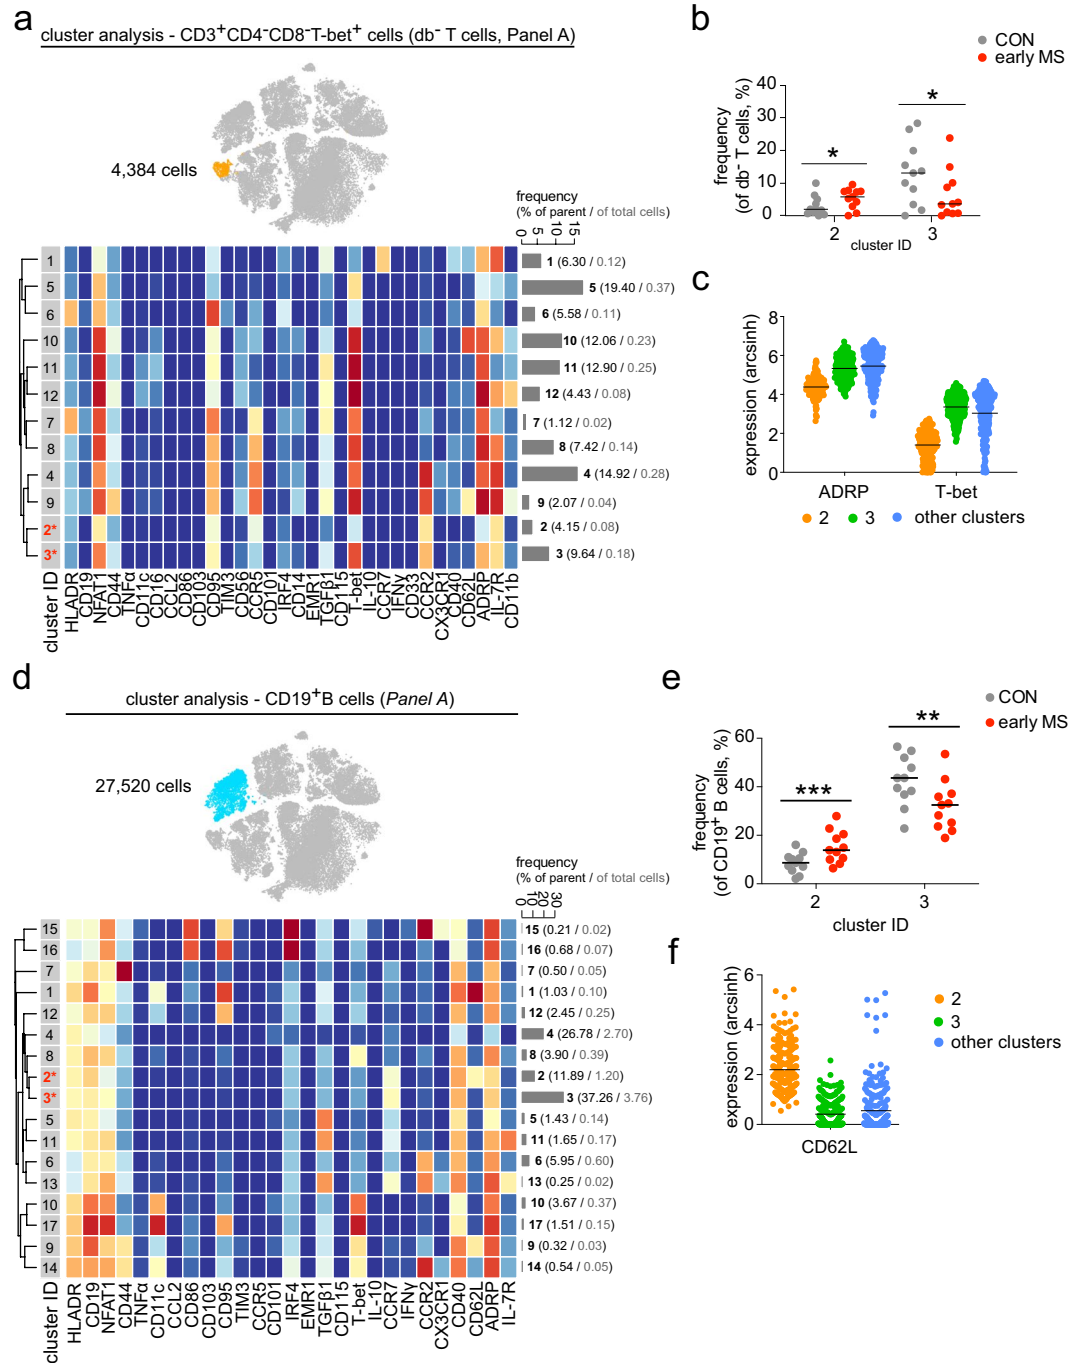 a
cluster analysis - CD3+CD4-CD8-T-bet+ cells (db- T cells, Panel A)
4,384 cells
frequency
(% of parent / of total cells)
0 5 10 15
1 1 (6.30 / 0.12)
5 5 (19.40 / 0.37)
6 6 (5.58 / 0.11)
10 10 (12.06 / 0.23)
11 11 (12.90 / 0.25)
12 12 (4.43 / 0.08)
7 7 (1.12 / 0.02)
8 8 (7.42 / 0.14)
4 4 (14.92 / 0.28)
9 9 (2.07 / 0.04)
2* 2 (4.15 / 0.08)
3* 3 (9.64 / 0.18)
cluster ID HLADR CD19 NFAT1 CD44 TNFα CD11c CD16 CCL2 CD86 CD103 CD95 TIM3 CD56 CCR5 CD101 IRF4 CD14 EMR1 TGFβ1 CD115 T-bet IL-10 CCR7 IFNγ CD33 CCR2 CX3CR1 CD40 CD62L ADRP IL-7R CD11b
b
CON
early MS
frequency
(of db- T cells, %)
40
30
20
10
0
* *
2 3
cluster ID
c
expression (arcsinh)
8
6
4
2
0
ADRP T-bet
2 3 other clusters
d
cluster analysis - CD19+B cells (Panel A)
27,520 cells
frequency
(% of parent / of total cells)
0 10 20 30
15 15 (0.21 / 0.02)
16 16 (0.68 / 0.07)
7 7 (0.50 / 0.05)
1 1 (1.03 / 0.10)
12 12 (2.45 / 0.25)
4 4 (26.78 / 2.70)
8 8 (3.90 / 0.39)
2* 2 (11.89 / 1.20)
3* 3 (37.26 / 3.76)
5 5 (1.43 / 0.14)
11 11 (1.65 / 0.17)
6 6 (5.95 / 0.60)
13 13 (0.25 / 0.02)
10 10 (3.67 / 0.37)
17 17 (1.51 / 0.15)
9 9 (0.32 / 0.03)
14 14 (0.54 / 0.05)
cluster ID HLADR CD19 NFAT1 CD44 TNFα CD11c CCL2 CD86 CD103 CD95 TIM3 CCR5 CD101 IRF4 EMR1 TGFβ1 CD115 T-bet IL-10 CCR7 IFNγ CCR2 CX3CR1 CD40 CD62L ADRP IL-7R
e
CON
early MS
frequency
(of CD19+ B cells, %)
60
40
20
0
*** **
2 3
cluster ID
f
expression (arcsinh)
6
4
2
0
CD62L
2
3
other clusters